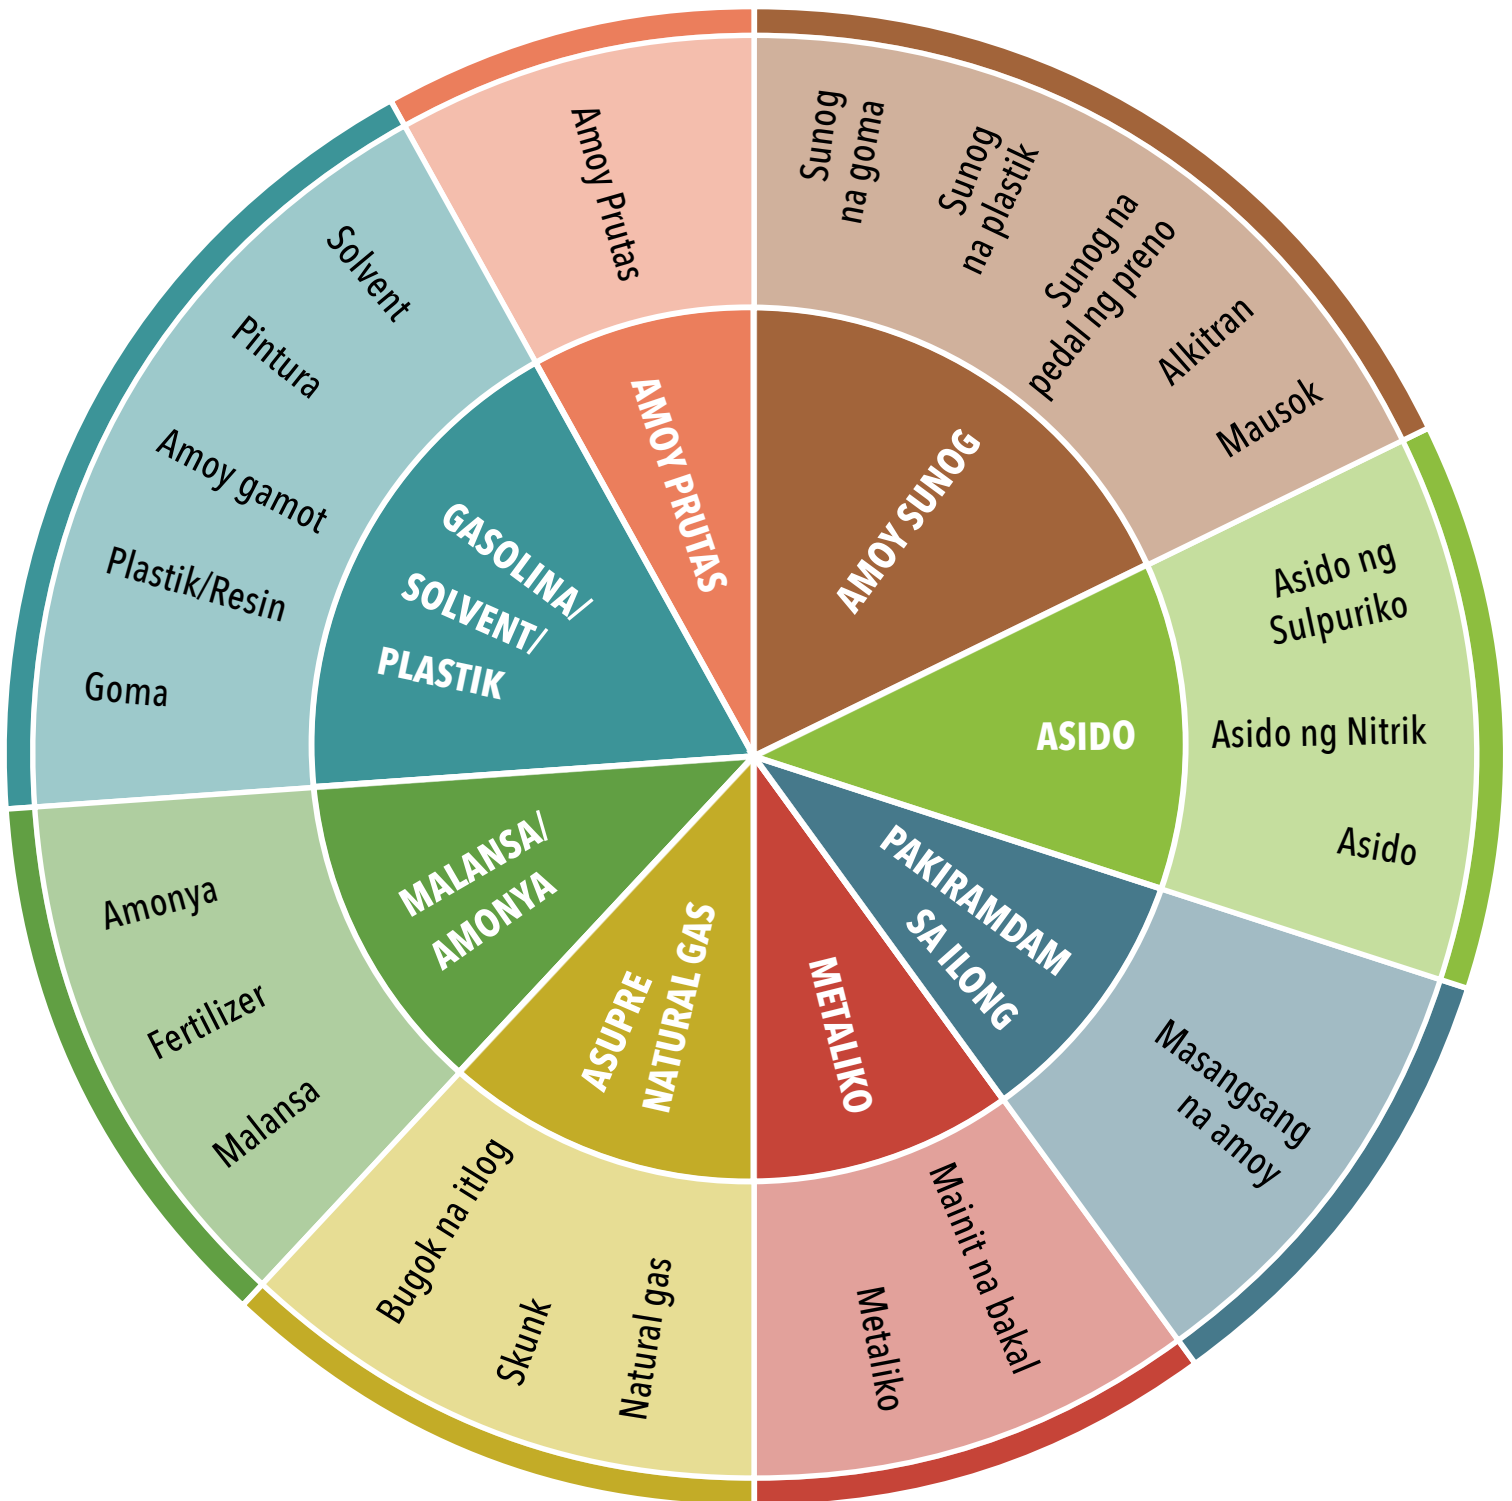 AMOY SUNOG
Sunog
na goma
Sunog
na plastik
Sunog na
pedal ng preno
Alkitran
Mausok
ASIDO
Asido ng
Sulpuriko
Asido ng Nitrik
Asido
PAKIRAMDAM
SA ILONG
Masangsang
na amoy
METALIKO
Mainit na bakal
Metaliko
ASUPRE
NATURAL GAS
Natural gas
Skunk
Bugok na itlog
MALANSA/
AMONYA
Malansa
Fertilizer
Amonya
GASOLINA/
SOLVENT/
PLASTIK
Goma
Plastik/Resin
Amoy gamot
Pintura
Solvent
AMOY PRUTAS
Amoy Prutas